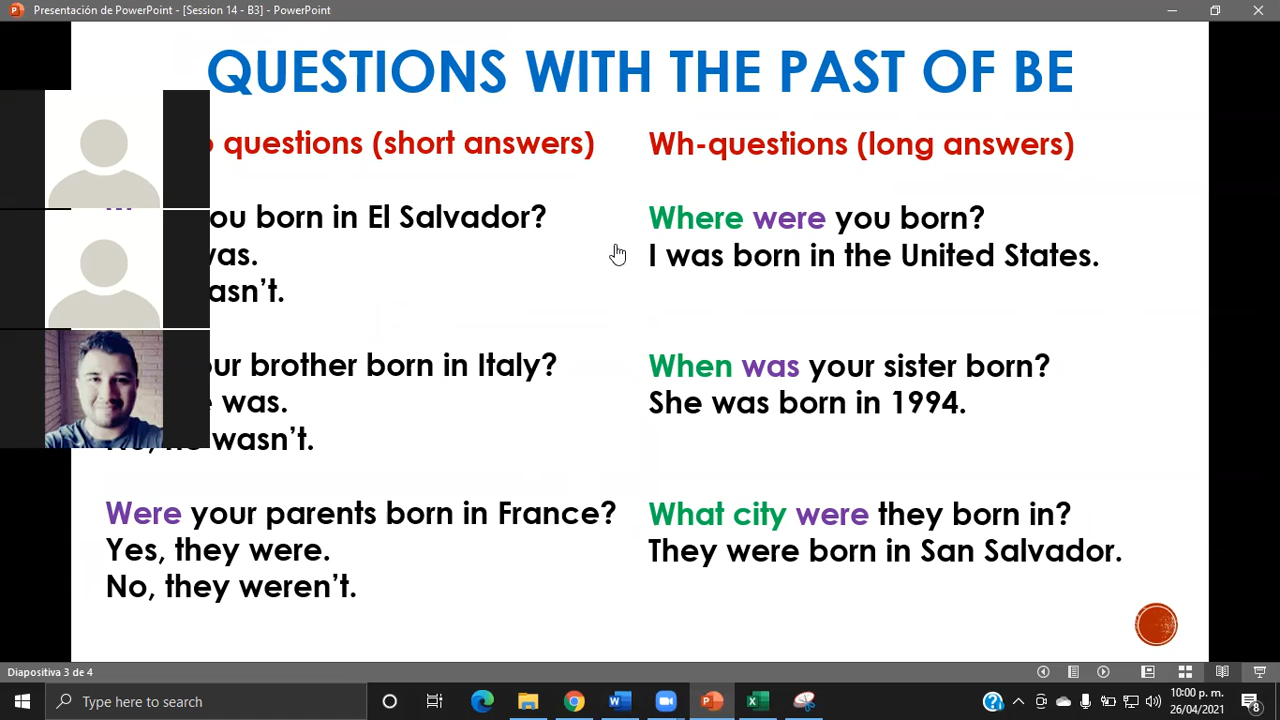 Presentación de PowerPoint - [Session 14 - B3] - PowerPoint
QUESTIONS WITH THE PAST OF BE
questions (short answers)
born in El Salvador?
Wh-questions (long answers)
Where were you born?
I was born in the United States.
brother born in Italy?
was.
wasn't.
When was your sister born?
She was born in 1994.
Were your parents born in France?
Yes, they were.
No, they weren't.
What city were they born in?
They were born in San Salvador.
Diapositiva 3 de 4
Type here to search
10:00 p. m.
26/04/2021
8